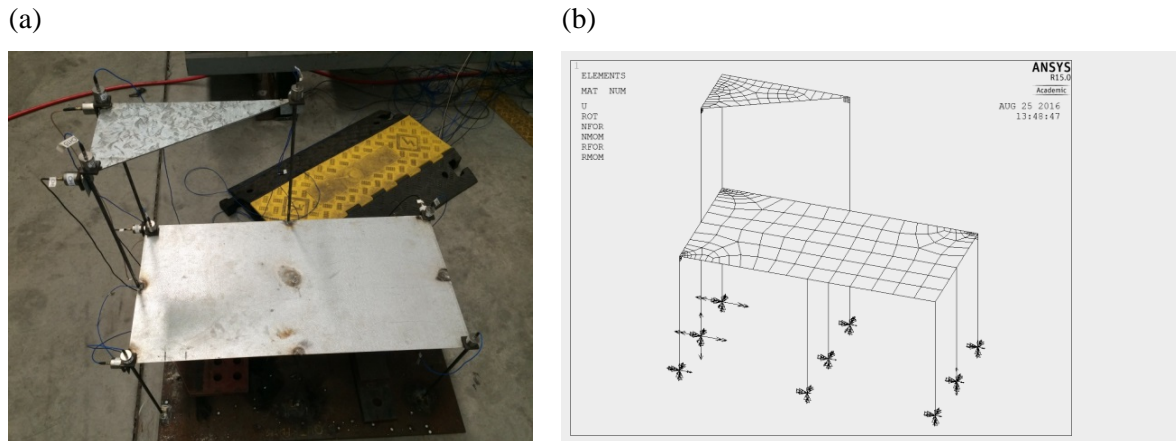 (a)
(b)
1
ELEMENTS
MAT NUM
U
ROT
NFOR
NMOM
RFOR
RMOM
ANSYS
R15.0
Academic
AUG 25 2016
13:48:47